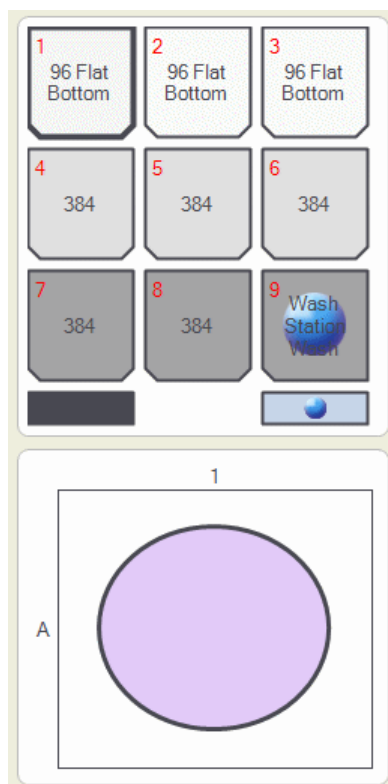 1
96 Flat
Bottom
2
96 Flat
Bottom
3
96 Flat
Bottom
4
384
5
384
6
384
7
384
8
384
9
Wash
Station
Wash
1
A